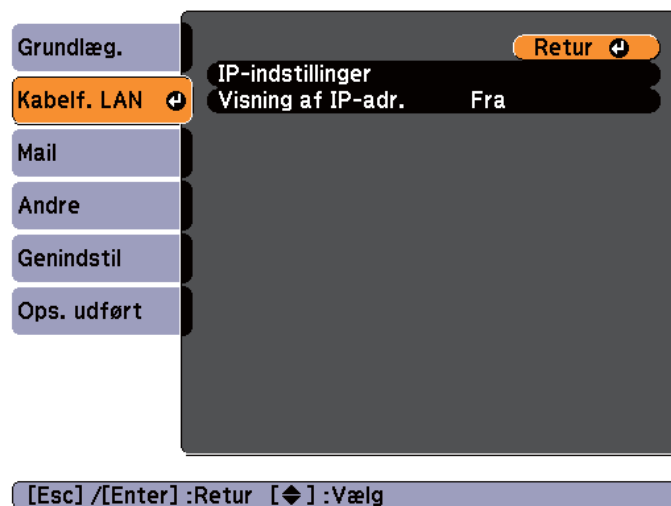 Grundlæg.
Kabelf. LAN
Mail
Andre
Genindstil
Ops. udført
Retur
IP-indstillinger
Visning af IP-adr. Fra
[Esc] /[Enter] :Retur [◆] :Vælg